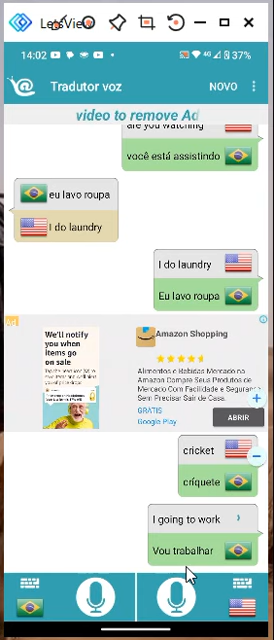 LetsView
14:02
4G
37%
Tradutor voz
NOVO
video to remove Ad
are you watching
você está assistindo
eu lavo roupa
I do laundry
I do laundry
Eu lavo roupa
Ad
We'll notify
you when
items go
on sale
Amazon Shopping
Alimentos e Bebidas Mercado na
Amazon Compre Seus Produtos de
Mercado Com Rapidez Segurança
Sem Precisar Sair de Casa.
GRÁTIS
Google Play
ABRIR
cricket
críquete
I going to work
Vou trabalhar